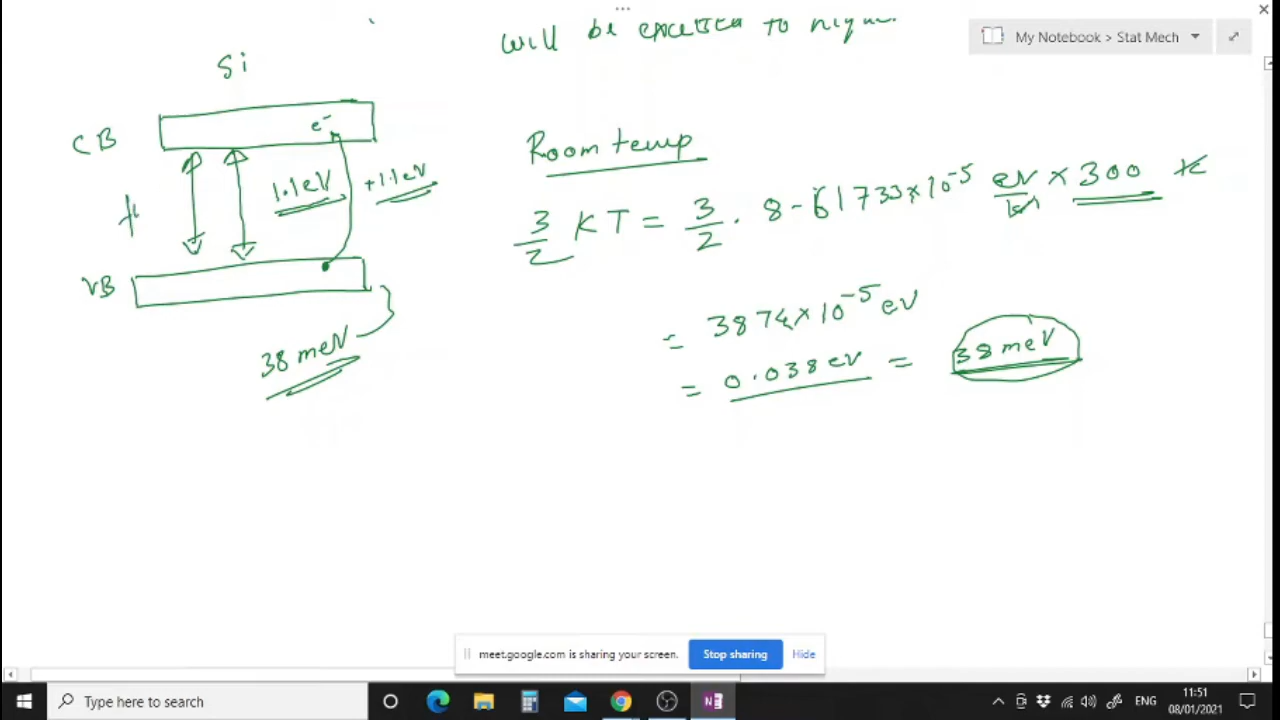 will be excited to
My Notebook > Stat Mech
Si
CB
e-
1.1eV
+1.1eV
VB
38 meV
Room temp
3/2 KT = 3/2 . 8-61733×10^-5 eV/K × 300 K
= 3874×10^-5 eV
= 0.038 eV = 38 meV
meet.google.com is sharing your screen.
Stop sharing
Hide
Type here to search
ENG
11:51
08/01/2021